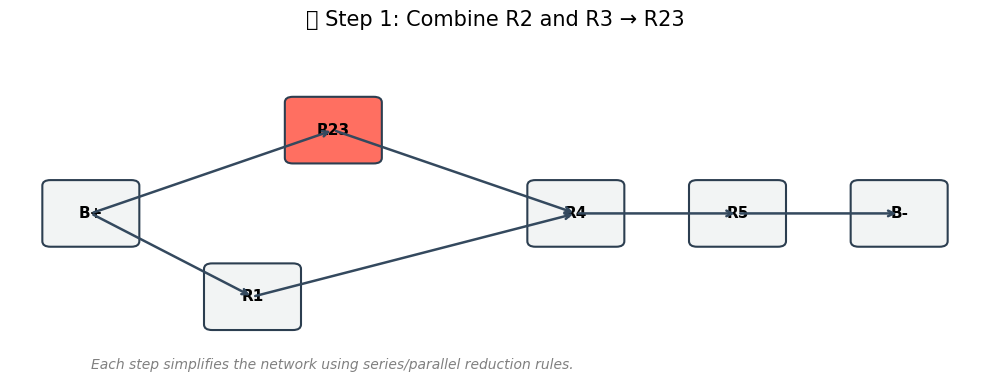 Step 1: Combine R2 and R3 → R23
R23
B+
R4
R5
B-
R1
Each step simplifies the network using series/parallel reduction rules.